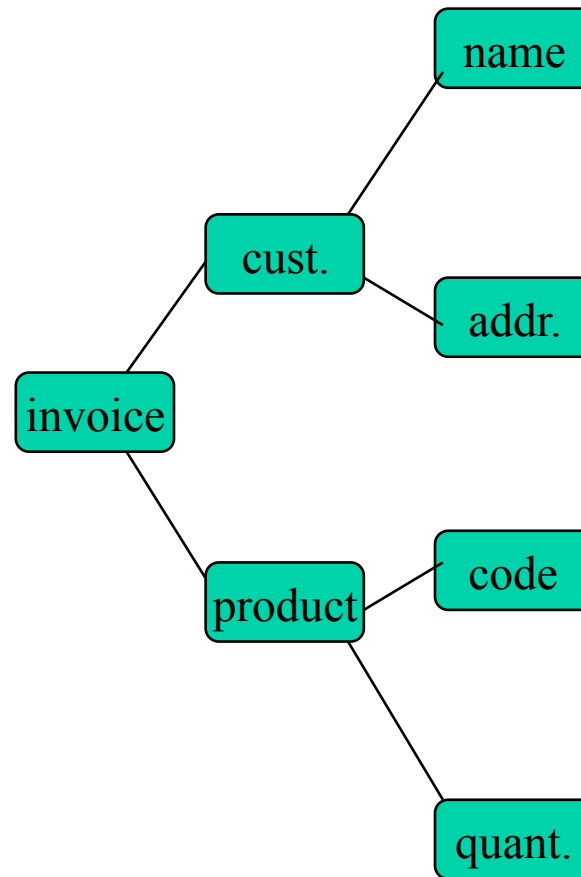 name
cust.
addr.
invoice
code
product
quant.